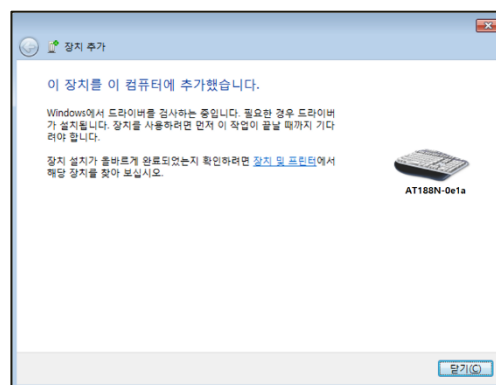 장치 추가
이 장치를 이 컴퓨터에 추가했습니다.
Windows에서 드라이버를 검사하는 중입니다. 필요한 경우 드라이버
가 설치됩니다. 장치를 사용하려면 먼저 이 작업이 끝날 때까지 기다
려야 합니다.
장치 설치가 올바르게 완료되었는지 확인하려면 장치 및 프린터에서
해당 장치를 찾아 보십시오.
AT188N-0e1a
닫기(C)